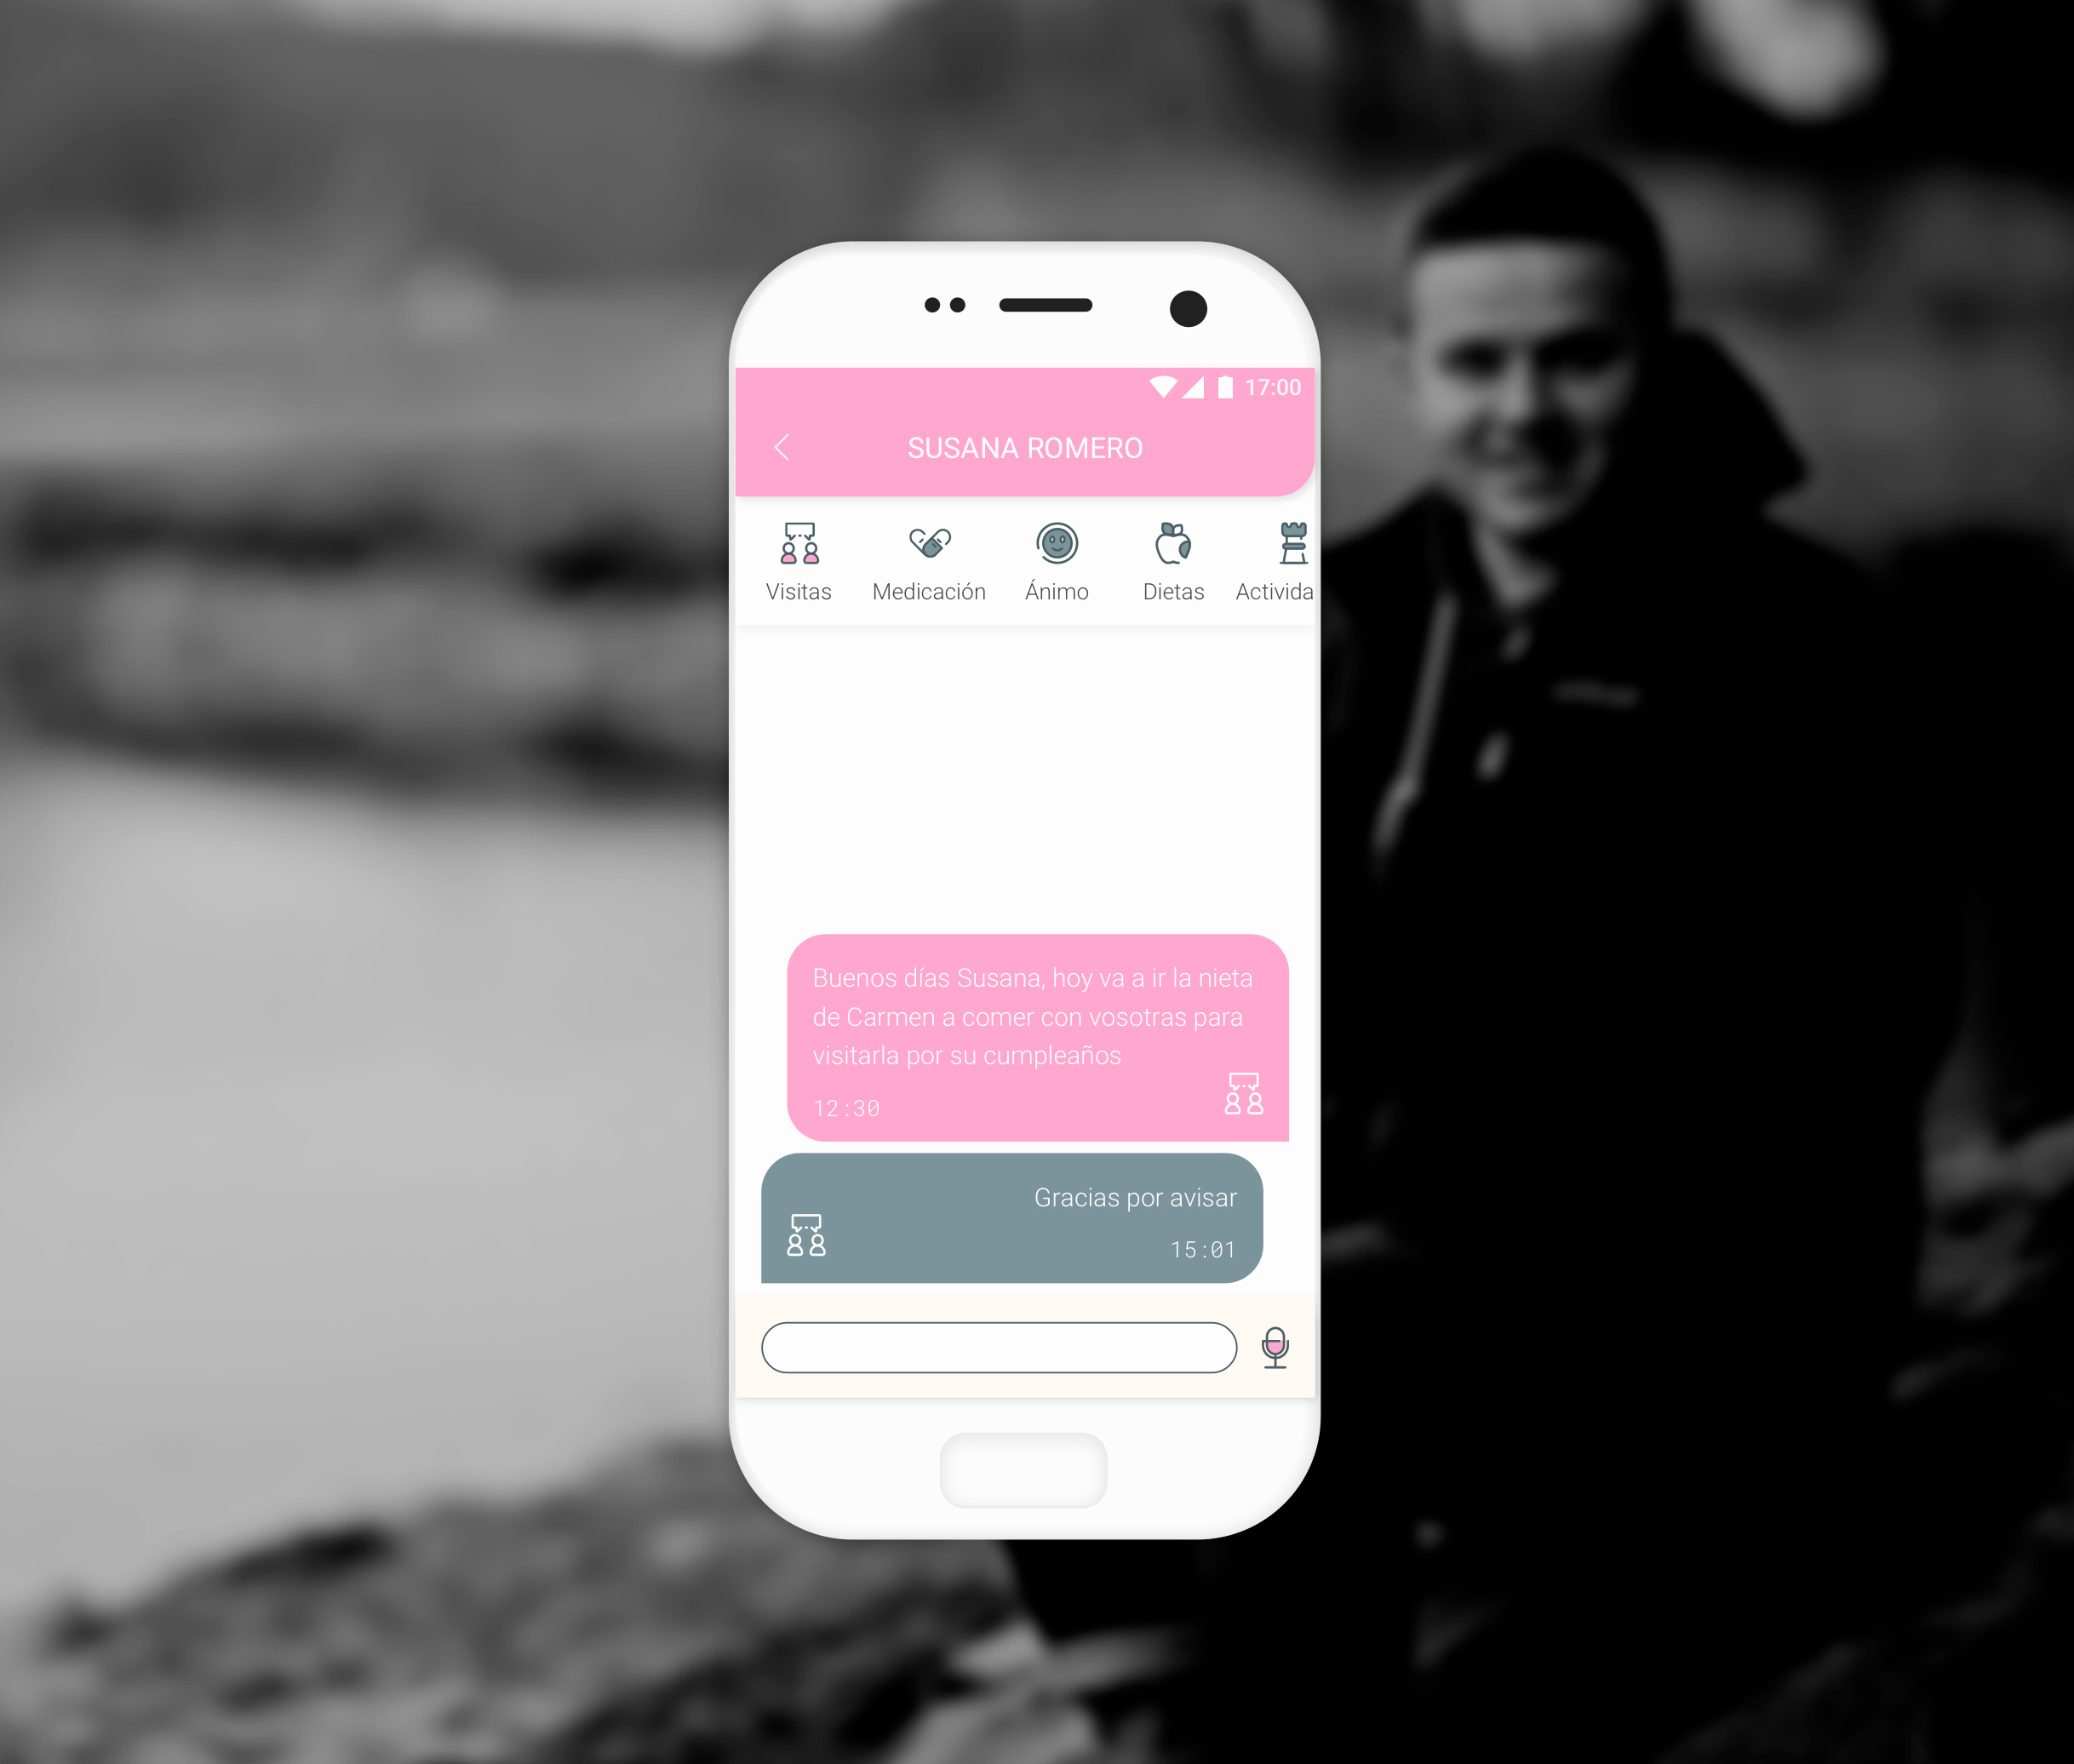 17:00
SUSANA ROMERO
Visitas Medicación Ánimo Dietas Activida
Buenos días Susana, hoy va a ir la nieta
de Carmen a comer con vosotras para
visitarla por su cumpleaños
12:30
Gracias por avisar
15:01